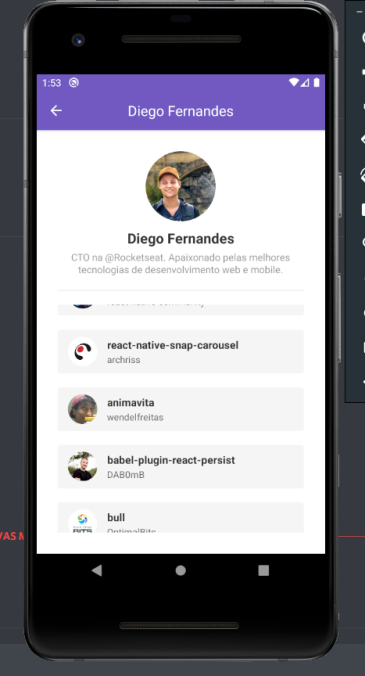 1:53
Diego Fernandes
Diego Fernandes
CTO na @Rocketseat. Apaixonado pelas melhores
tecnologias de desenvolvimento web e mobile.
react-native-snap-carousel
archriss
animavita
wendelfreitas
babel-plugin-react-persist
DAB0mB
bull
OptimalBits
VAS M